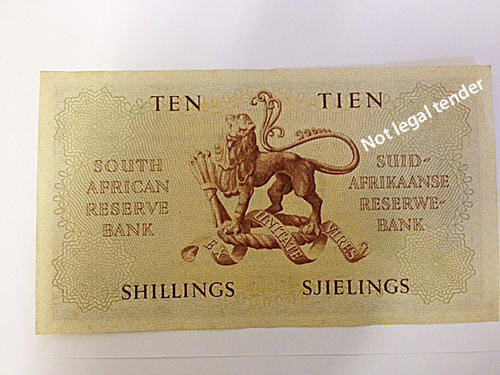 TEN
TIEN
Not legal tender
SOUTH
AFRICAN
RESERVE
BANK
SUID-
AFRIKAANSE
RESERWE-
BANK
EX UNITATE VIRES
SHILLINGS
SJIELINGS